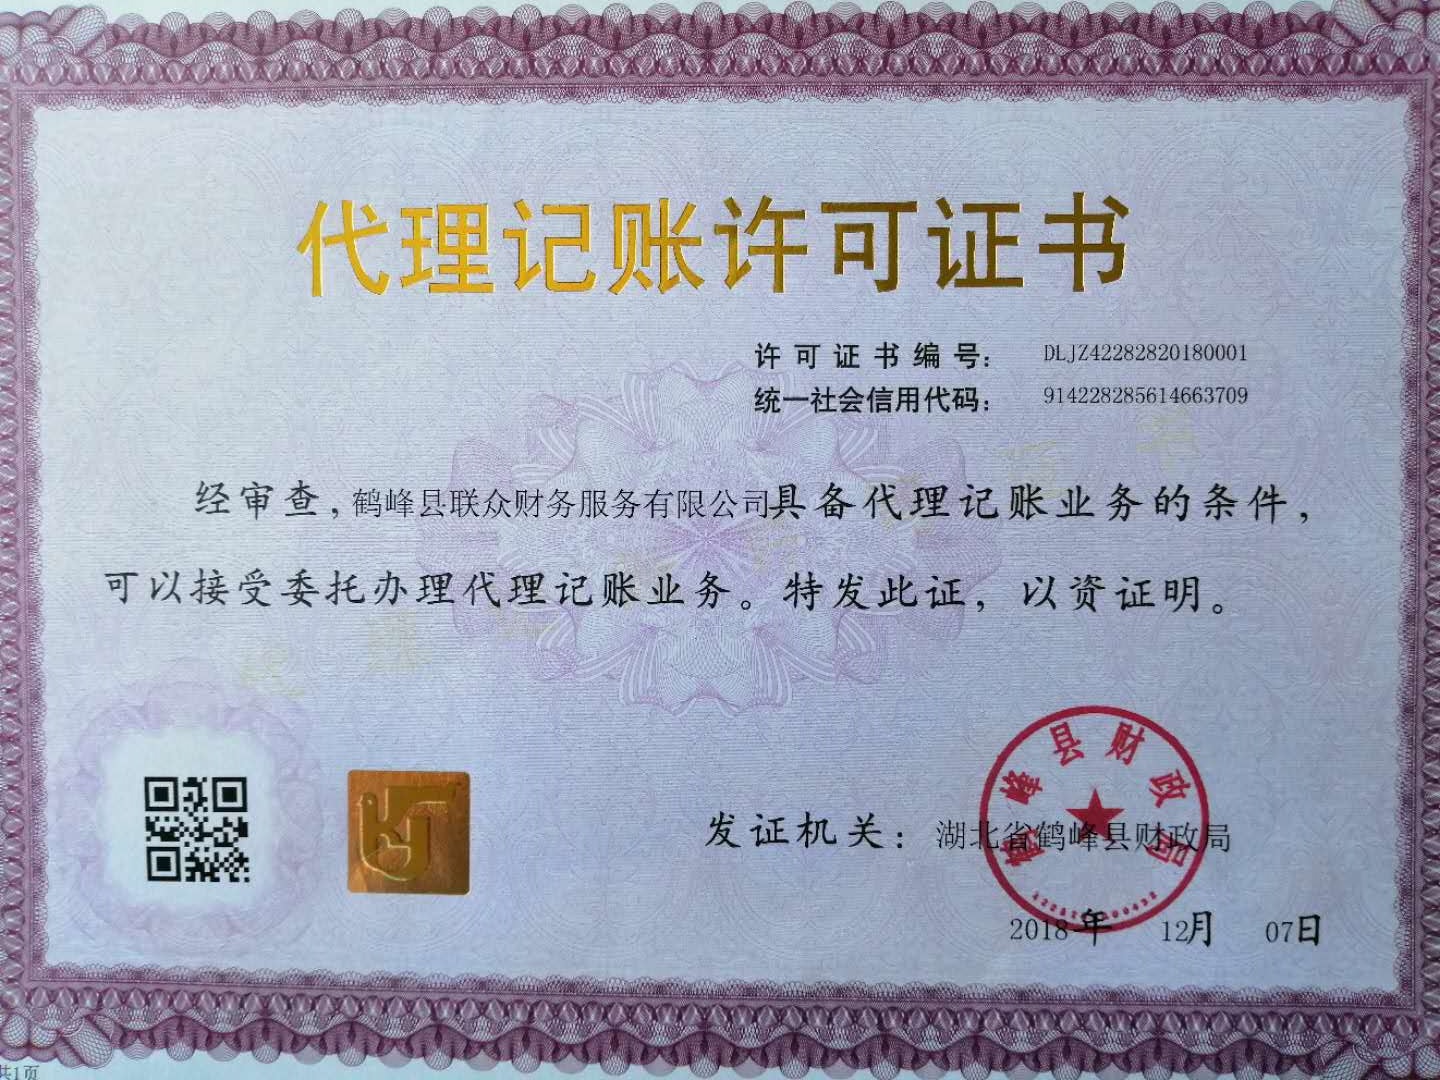 代理记账许可证书
许可证书编号： DLJZ42282820180001
统一社会信用代码： 914228285614663709
经审查，鹤峰县联众财务服务有限公司具备代理记账业务的条件，
可以接受委托办理代理记账业务。特发此证，以资证明。
鹤峰县财政局
发证机关： 湖北省鹤峰县财政局
2018年 12月 07日
共1页